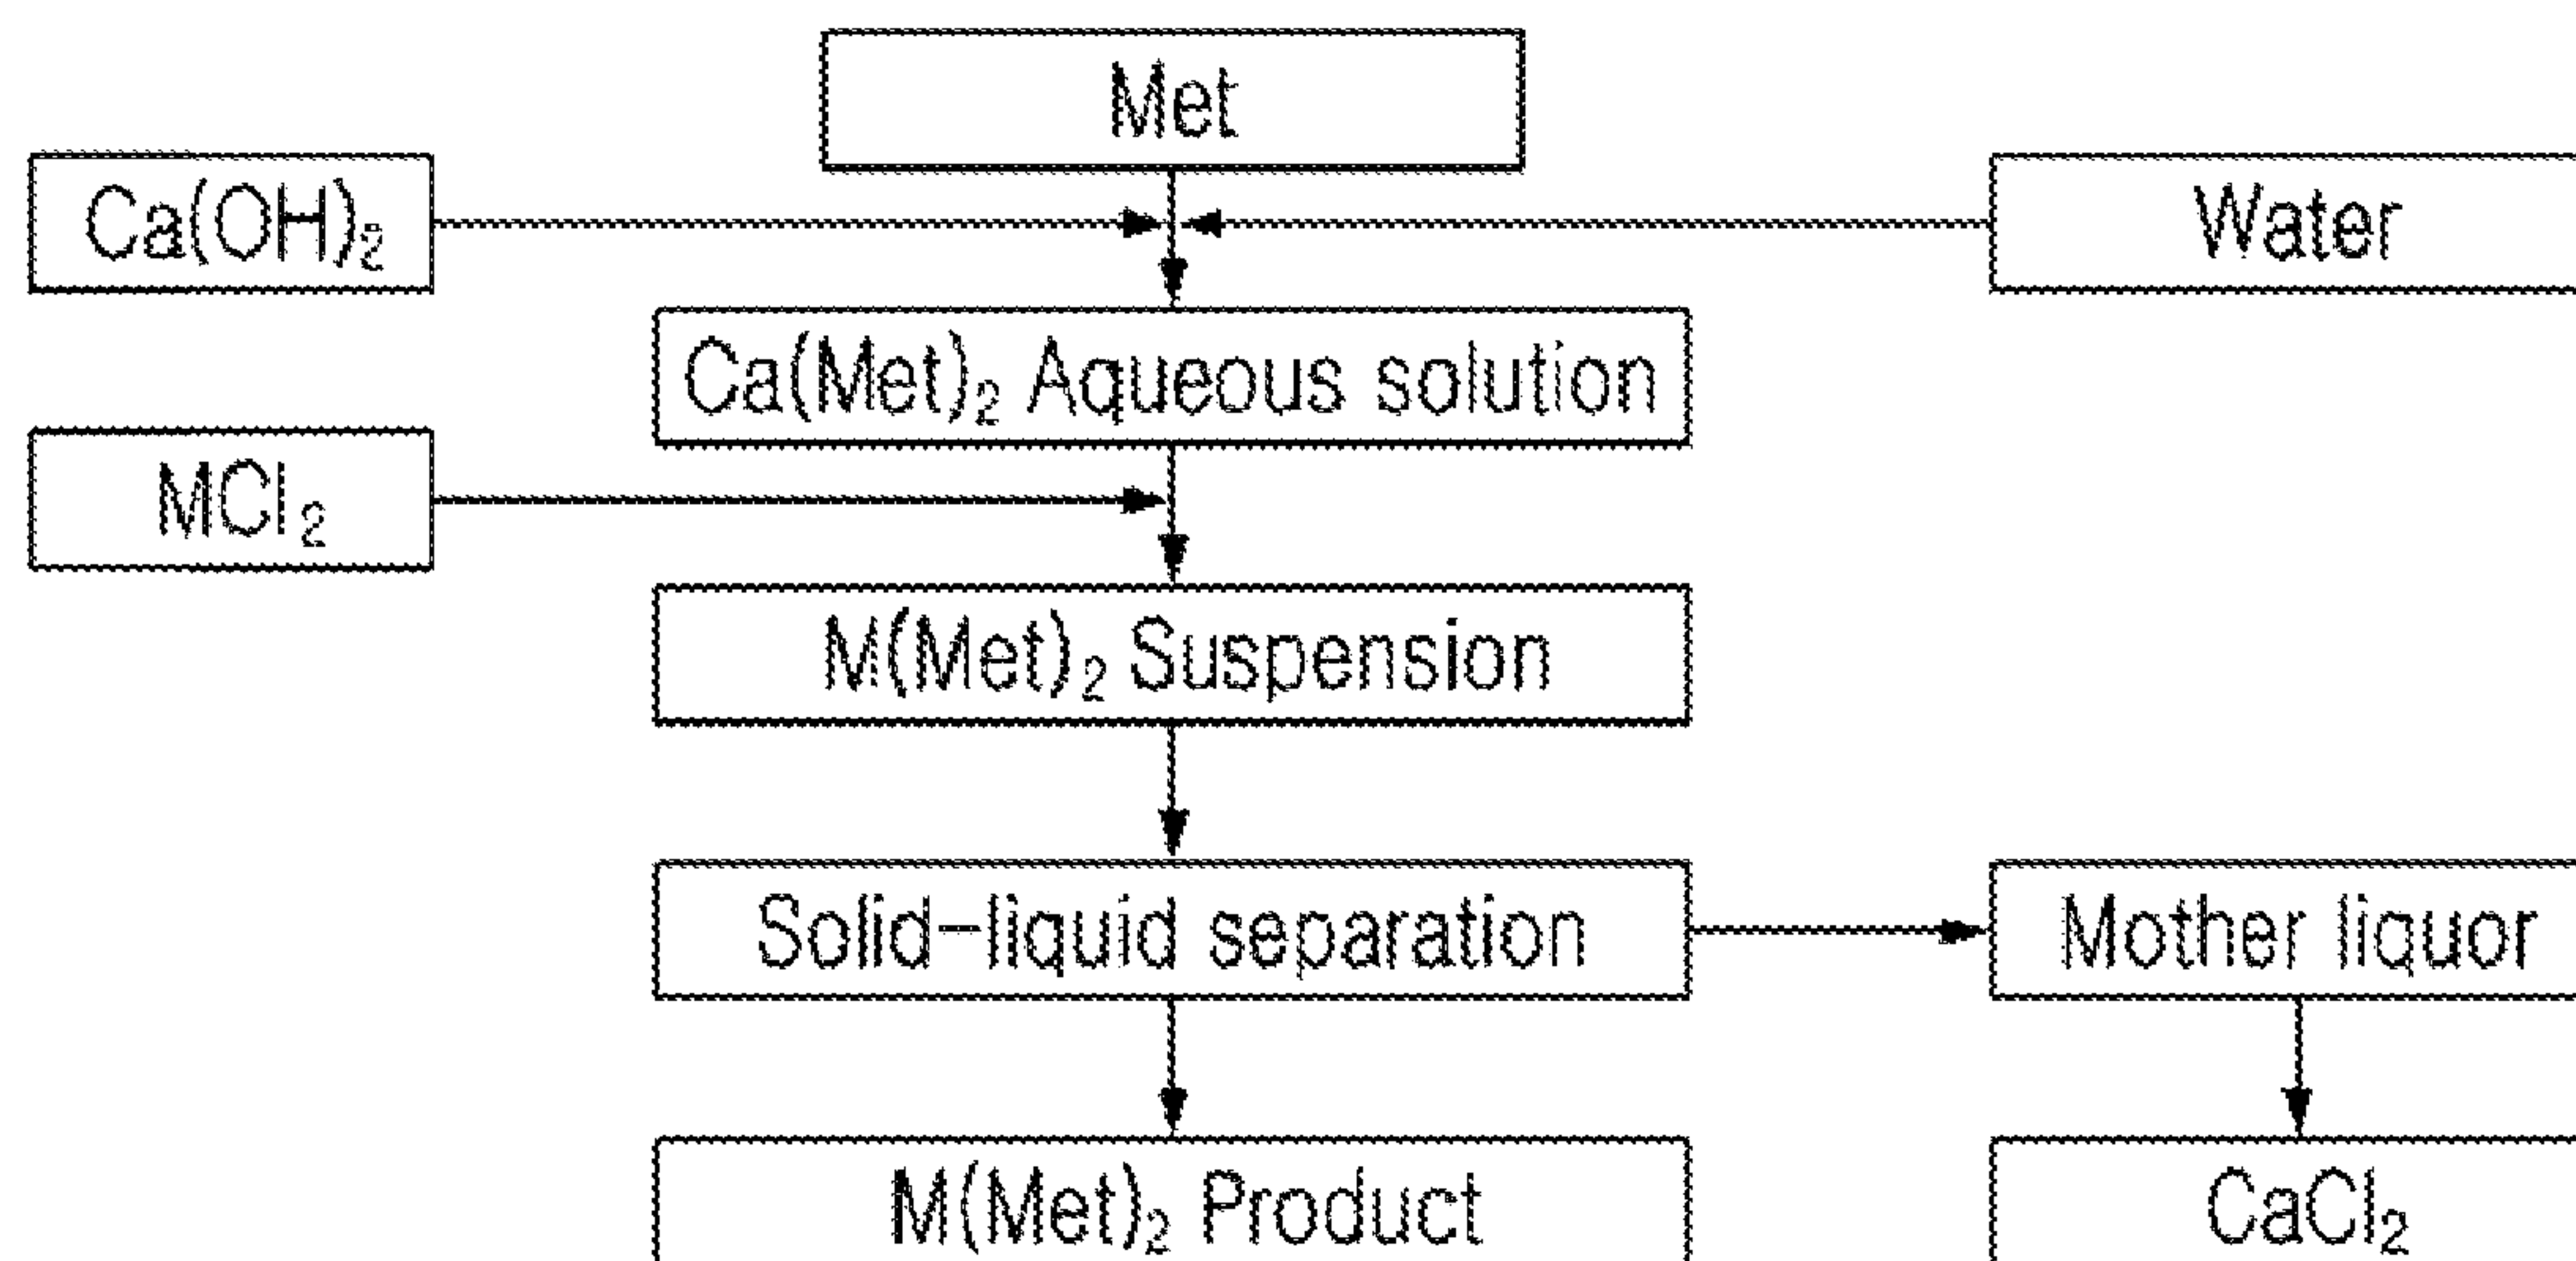 Met
Ca(OH)₂
Water
Ca(Met)₂ Aqueous solution
MCl₂
M(Met)₂ Suspension
Solid-liquid separation
Mother liquor
M(Met)₂ Product
CaCl₂